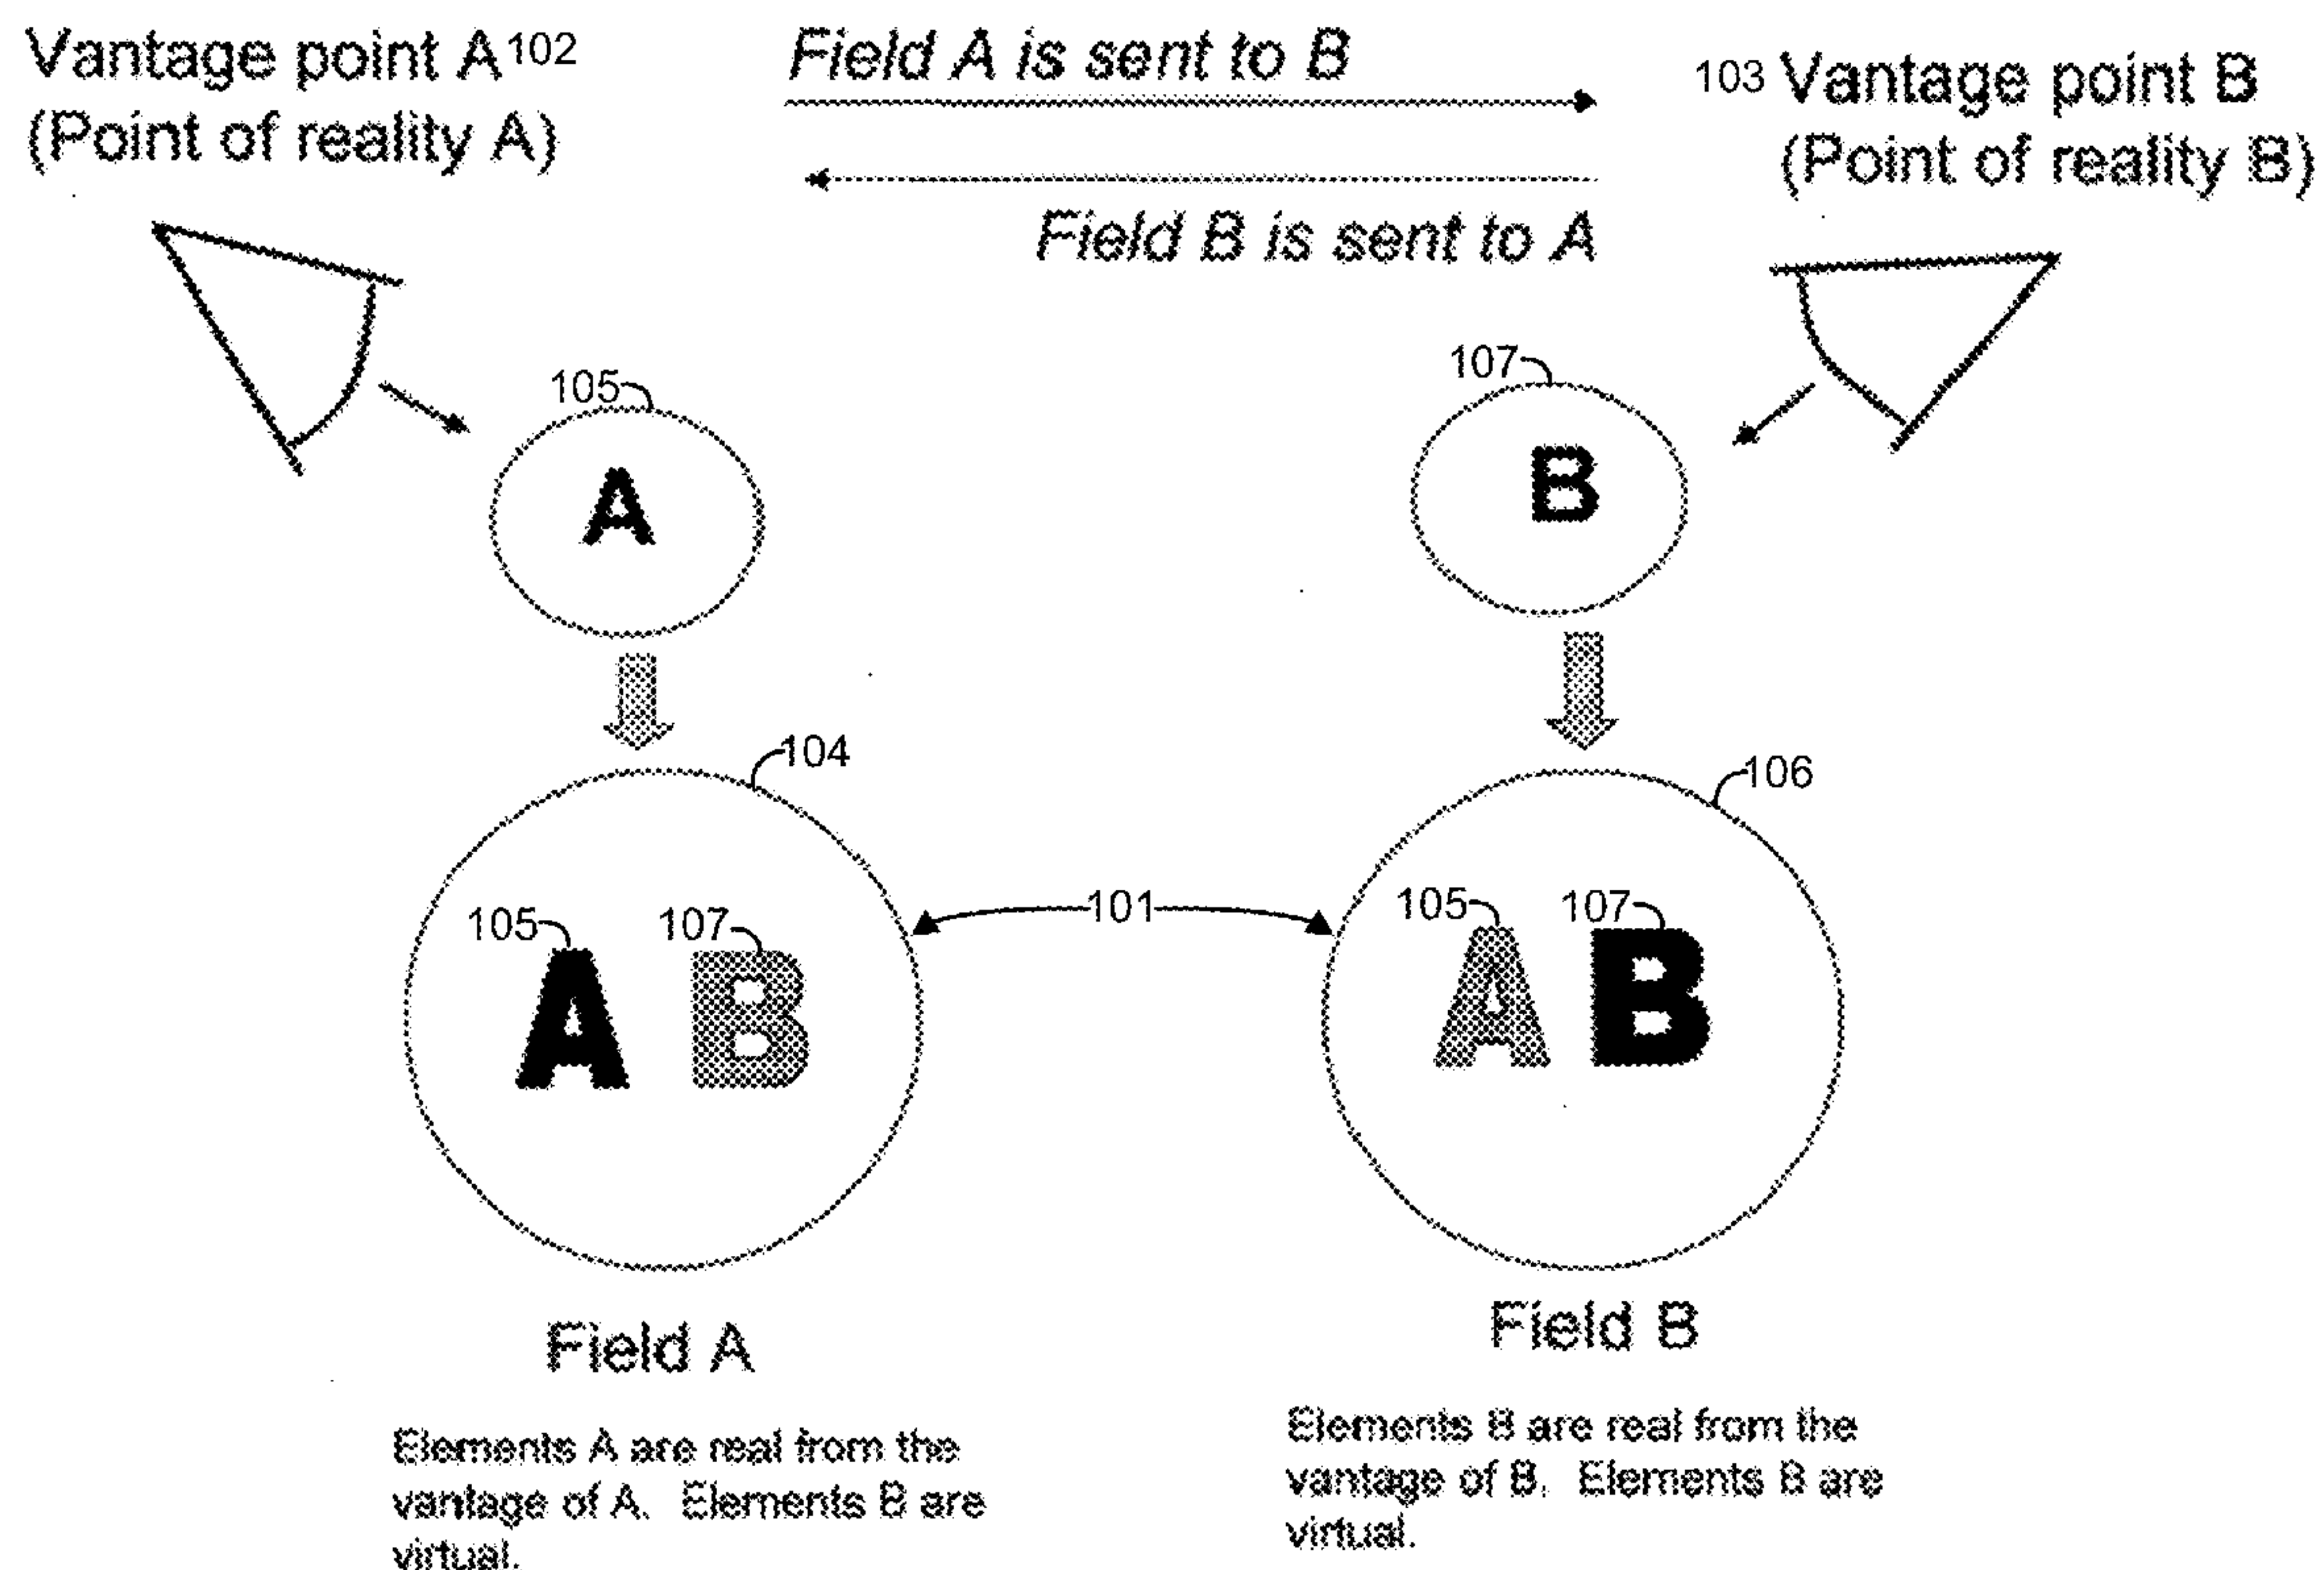 Vantage point A 102
(Point of reality A)
Field A is sent to B
Field B is sent to A
103 Vantage point B
(Point of reality B)
105
A
107
B
104
105 107
A B
101
106
105 107
A B
Field A
Elements A are real from the
vantage of A. Elements B are
virtual.
Field B
Elements B are real from the
vantage of B. Elements B are
virtual.